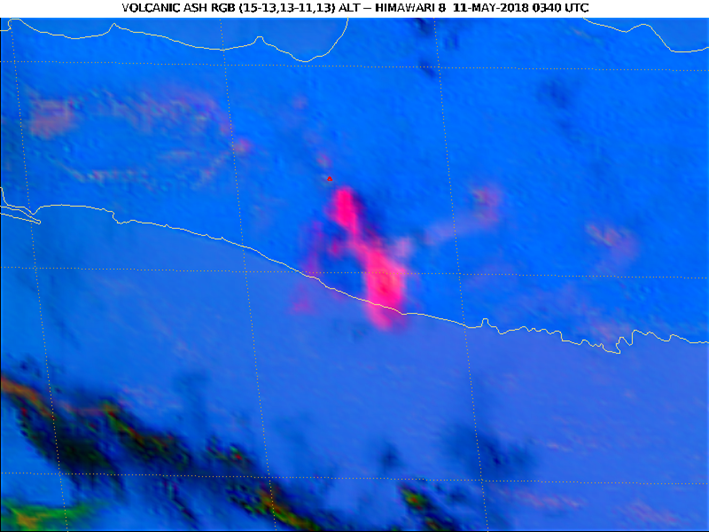 VOLCANIC ASH RGB (15-13,13-11,13) ALT – HIMAWARI 8 11-MAY-2018 0340 UTC